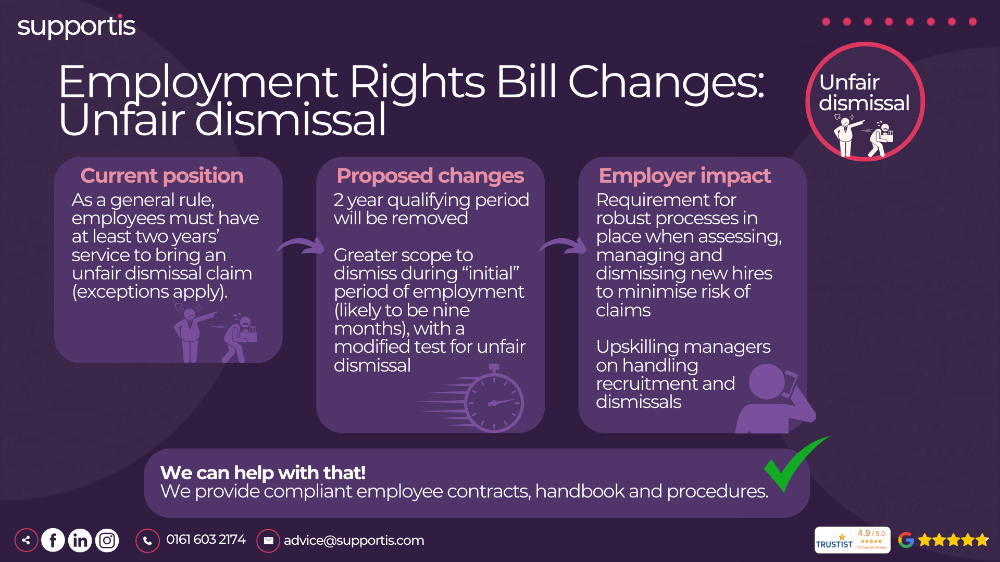 supportis
Employment Rights Bill Changes:
Unfair dismissal
Unfair
dismissal
Current position
As a general rule,
employees must have
at least two years’
service to bring an
unfair dismissal claim
(exceptions apply).
Proposed changes
2 year qualifying period
will be removed
Greater scope to
dismiss during “initial”
period of employment
(likely to be nine
months), with a
modified test for unfair
dismissal
Employer impact
Requirement for
robust processes in
place when assessing,
managing and
dismissing new hires
to minimise risk of
claims
Upskilling managers
on handling
recruitment and
dismissals
We can help with that!
We provide compliant employee contracts, handbook and procedures.
0161 603 2174
advice@supportis.com
TRUSTIST
4.9 / 5.0
Customer Reviews